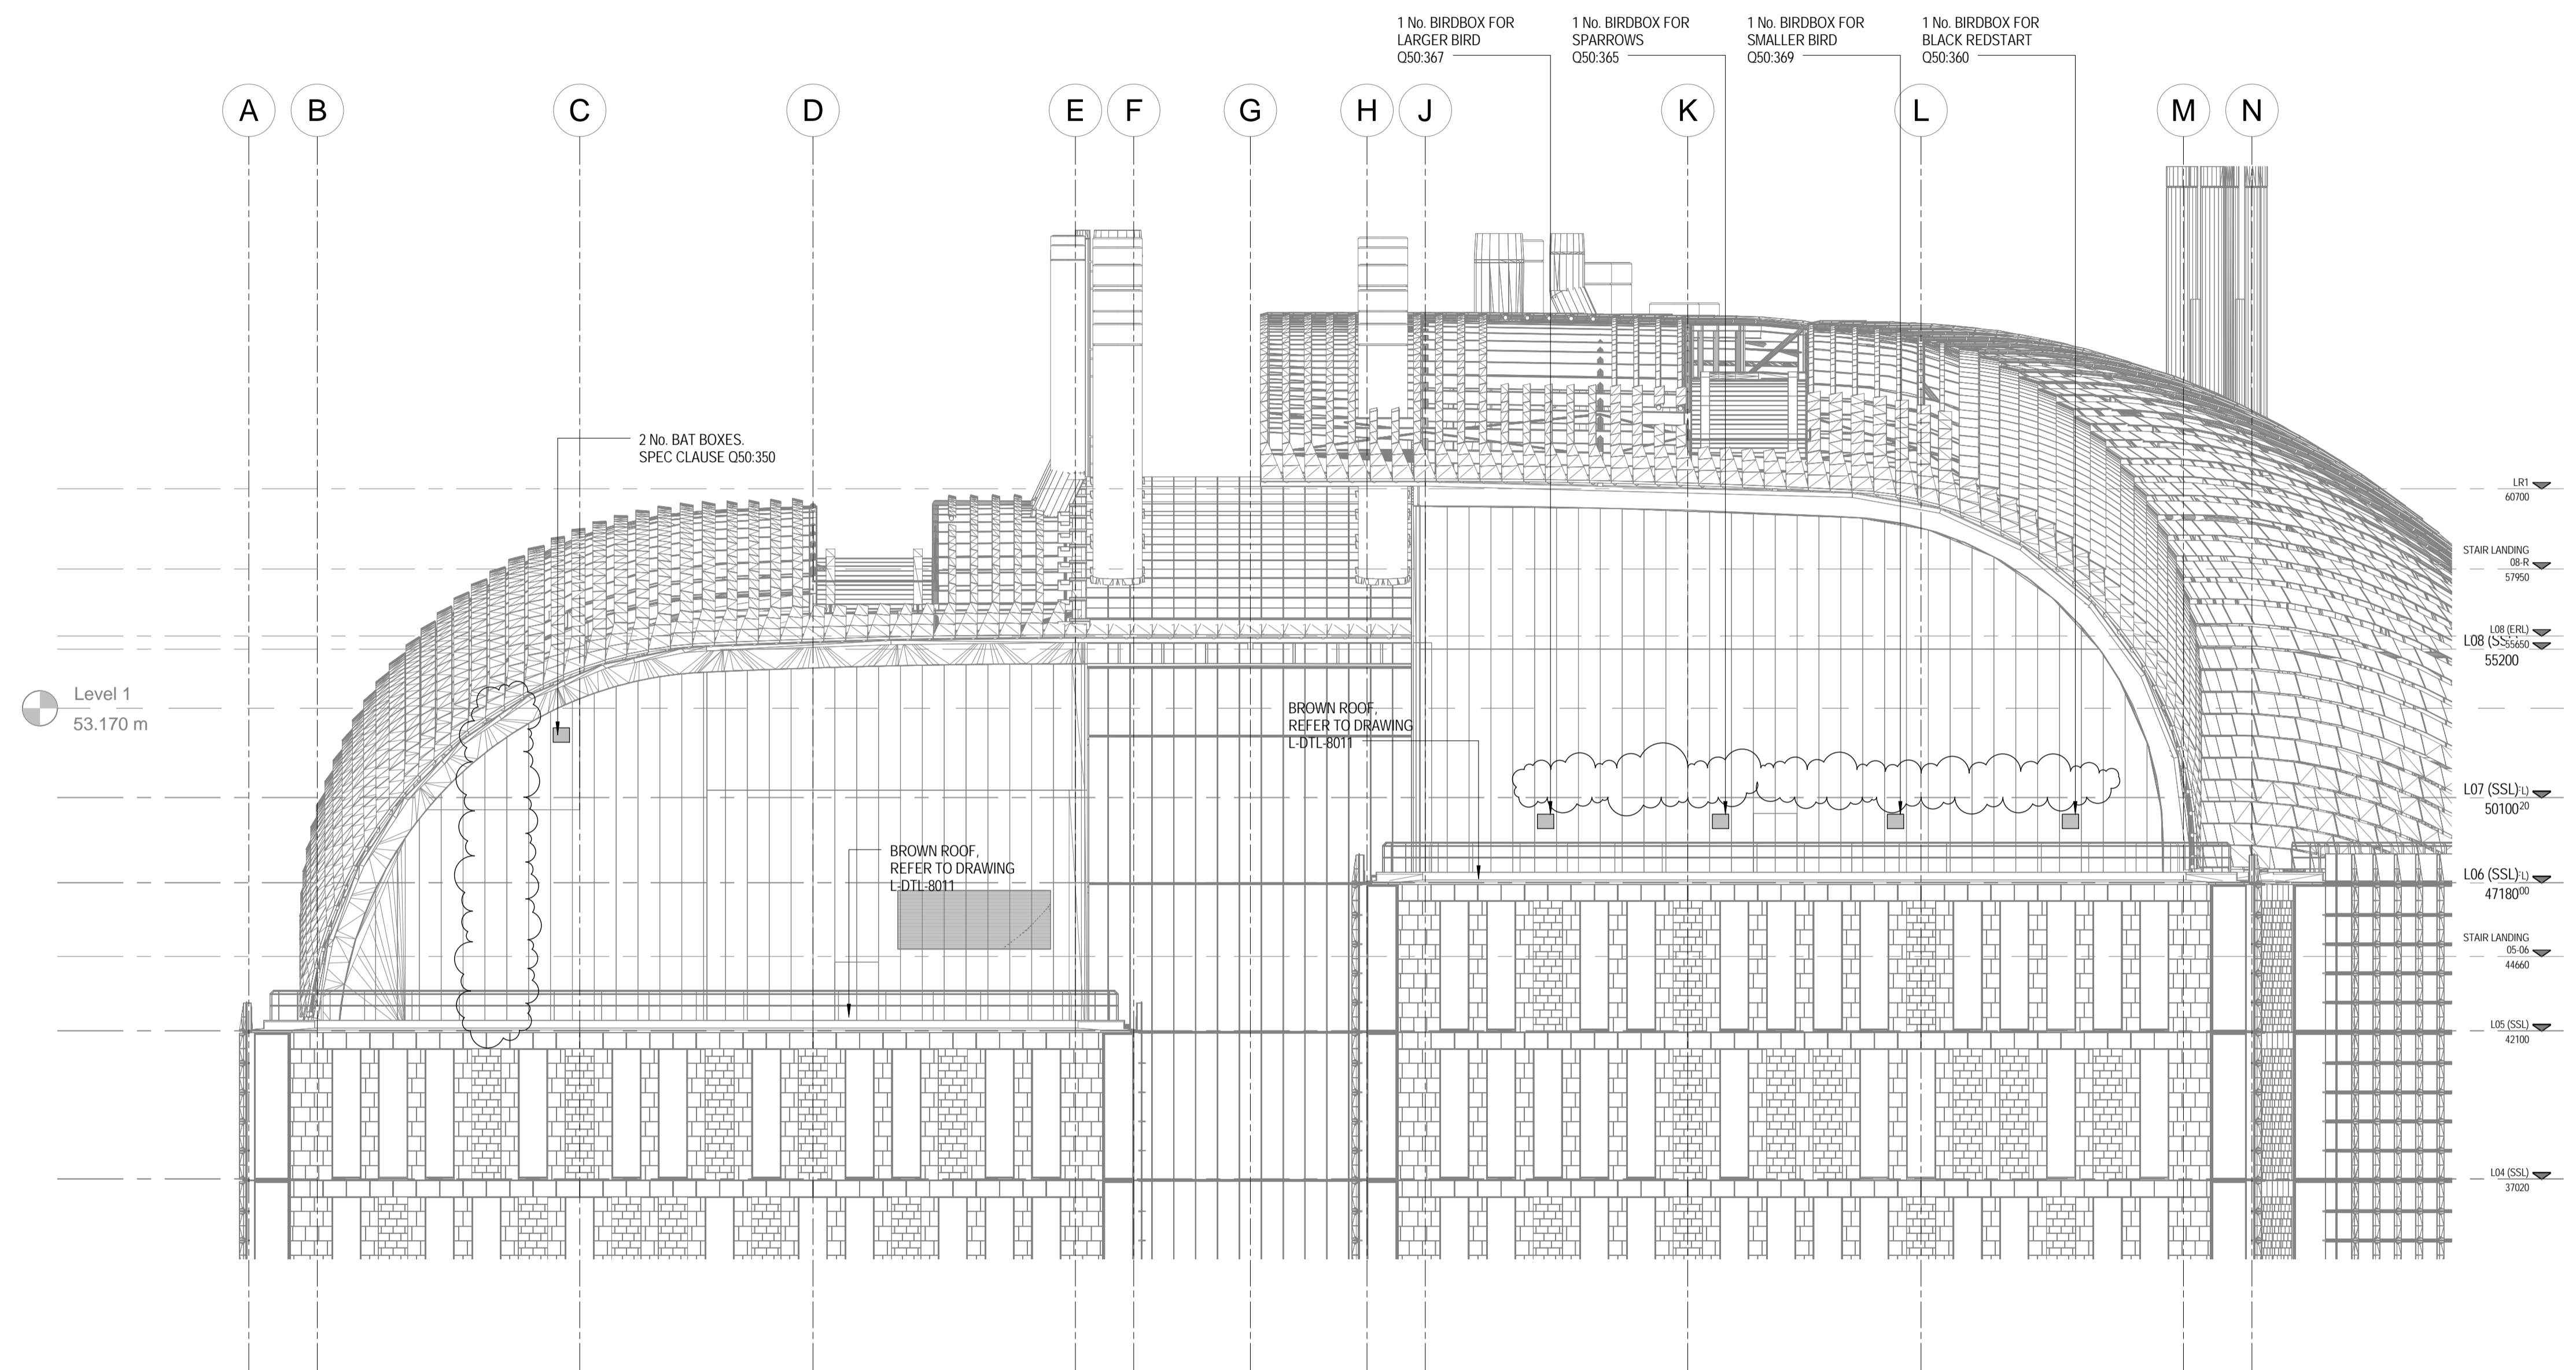 1 No. BIRDBOX FOR
LARGER BIRD
Q50:367
1 No. BIRDBOX FOR
SPARROWS
Q50:365
1 No. BIRDBOX FOR
SMALLER BIRD
Q50:369
1 No. BIRDBOX FOR
BLACK REDSTART
Q50:360
A
B
C
D
E
F
G
H
J
K
L
M
N
2 No. BAT BOXES.
SPEC CLAUSE Q50:350
LR1
60700
STAIR LANDING
08-R
57950
L08 (ERL)
55650
L08
55200
Level 1
53.170 m
BROWN ROOF,
REFER TO DRAWING
L-DTL-8011
L07 (SSL)
50100
BROWN ROOF,
REFER TO DRAWING
L-DTL-8011
L06 (SSL)
47180
STAIR LANDING
05-06
44660
L05 (SSL)
42100
L04 (SSL)
37020